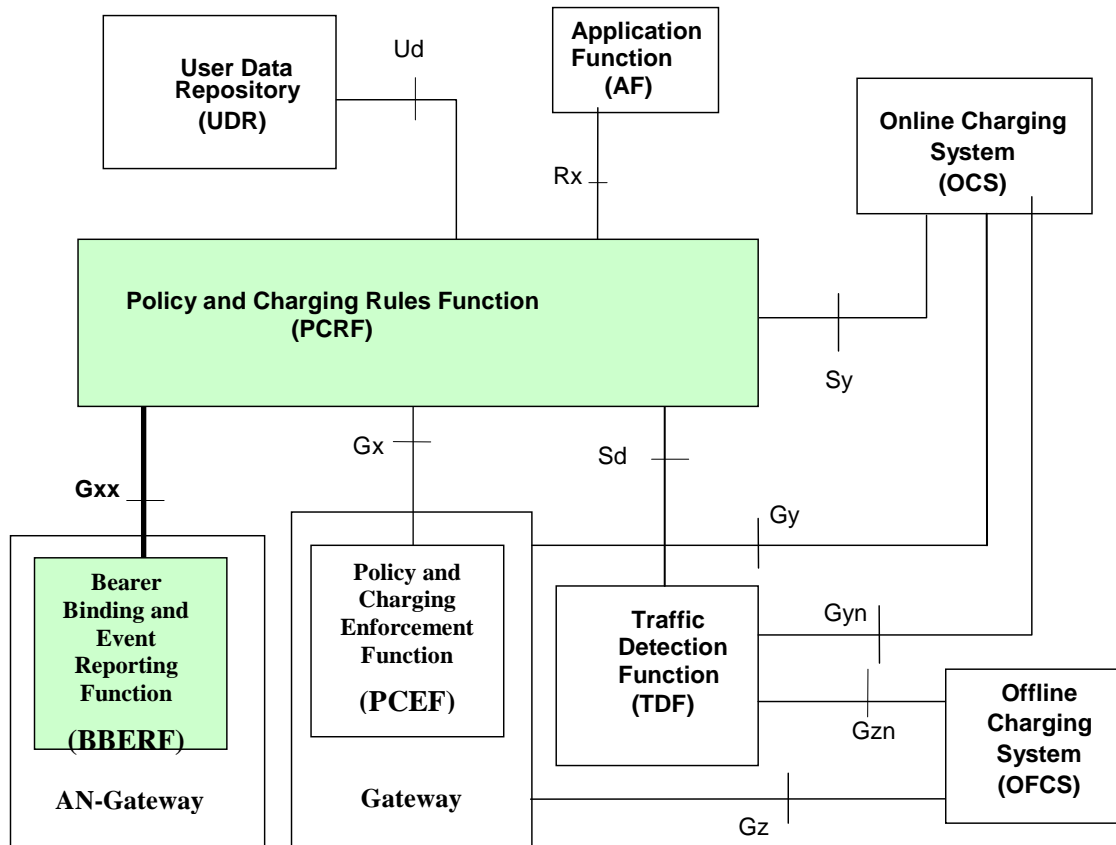 User Data
Repository
(UDR)
Ud
Application
Function
(AF)
Rx
Online Charging
System
(OCS)
Policy and Charging Rules Function
(PCRF)
Sy
Gxx
Gx
Sd
Gy
Bearer
Binding and
Event
Reporting
Function
(BBERF)
AN-Gateway
Policy and
Charging
Enforcement
Function
(PCEF)
Gateway
Traffic
Detection
Function
(TDF)
Gyn
Gzn
Gz
Offline
Charging
System
(OFCS)